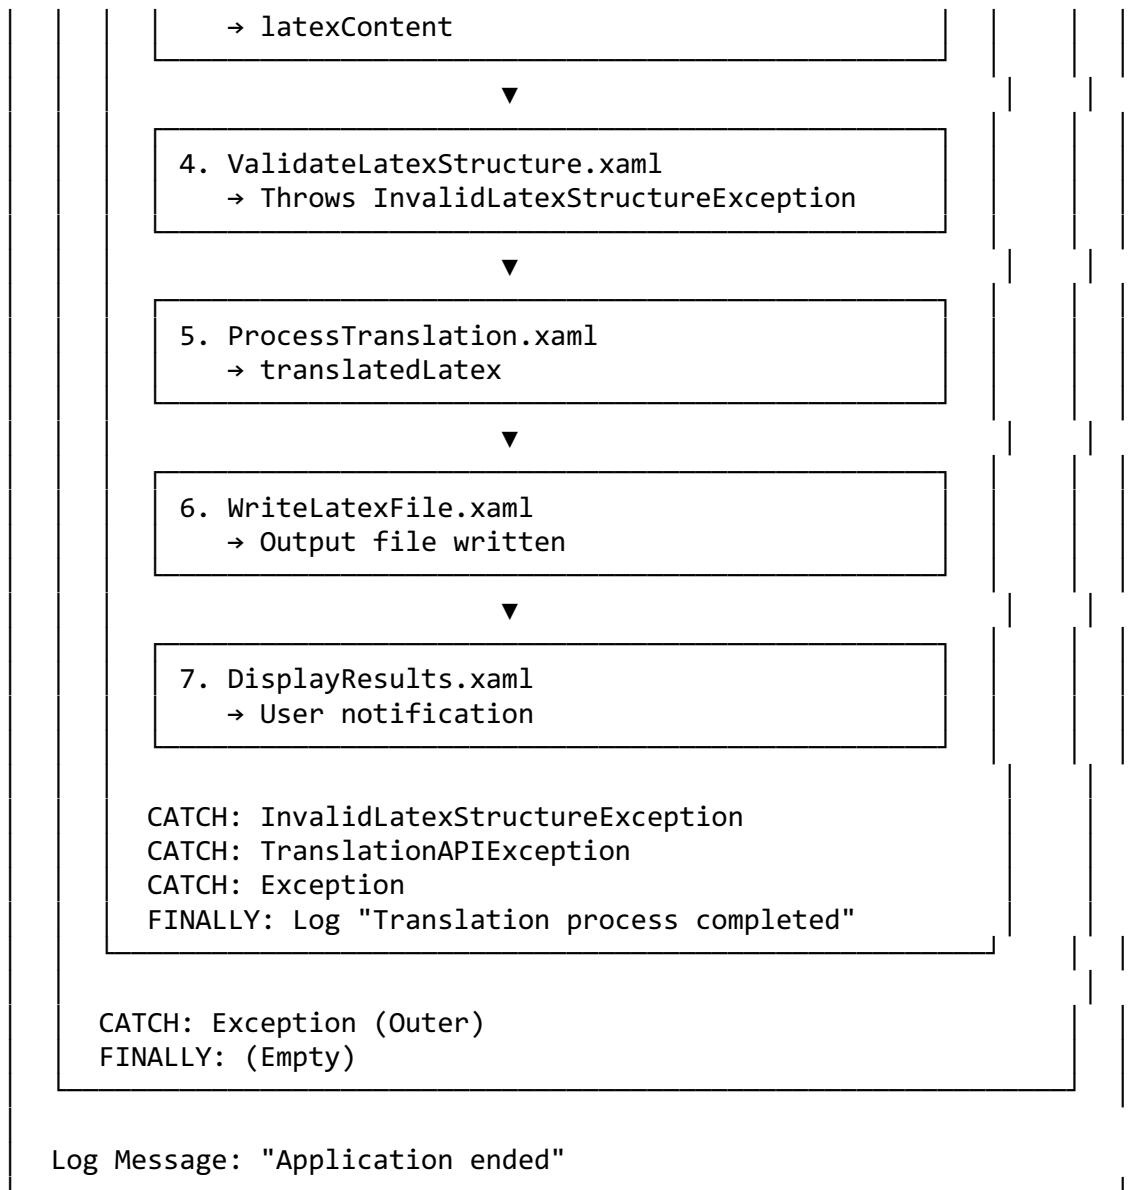 → latexContent
▼
4. ValidateLatexStructure.xaml
→ Throws InvalidLatexStructureException
▼
5. ProcessTranslation.xaml
→ translatedLatex
▼
6. WriteLatexFile.xaml
→ Output file written
▼
7. DisplayResults.xaml
→ User notification
CATCH: InvalidLatexStructureException
CATCH: TranslationAPIException
CATCH: Exception
FINALLY: Log "Translation process completed"
CATCH: Exception (Outer)
FINALLY: (Empty)
Log Message: "Application ended"